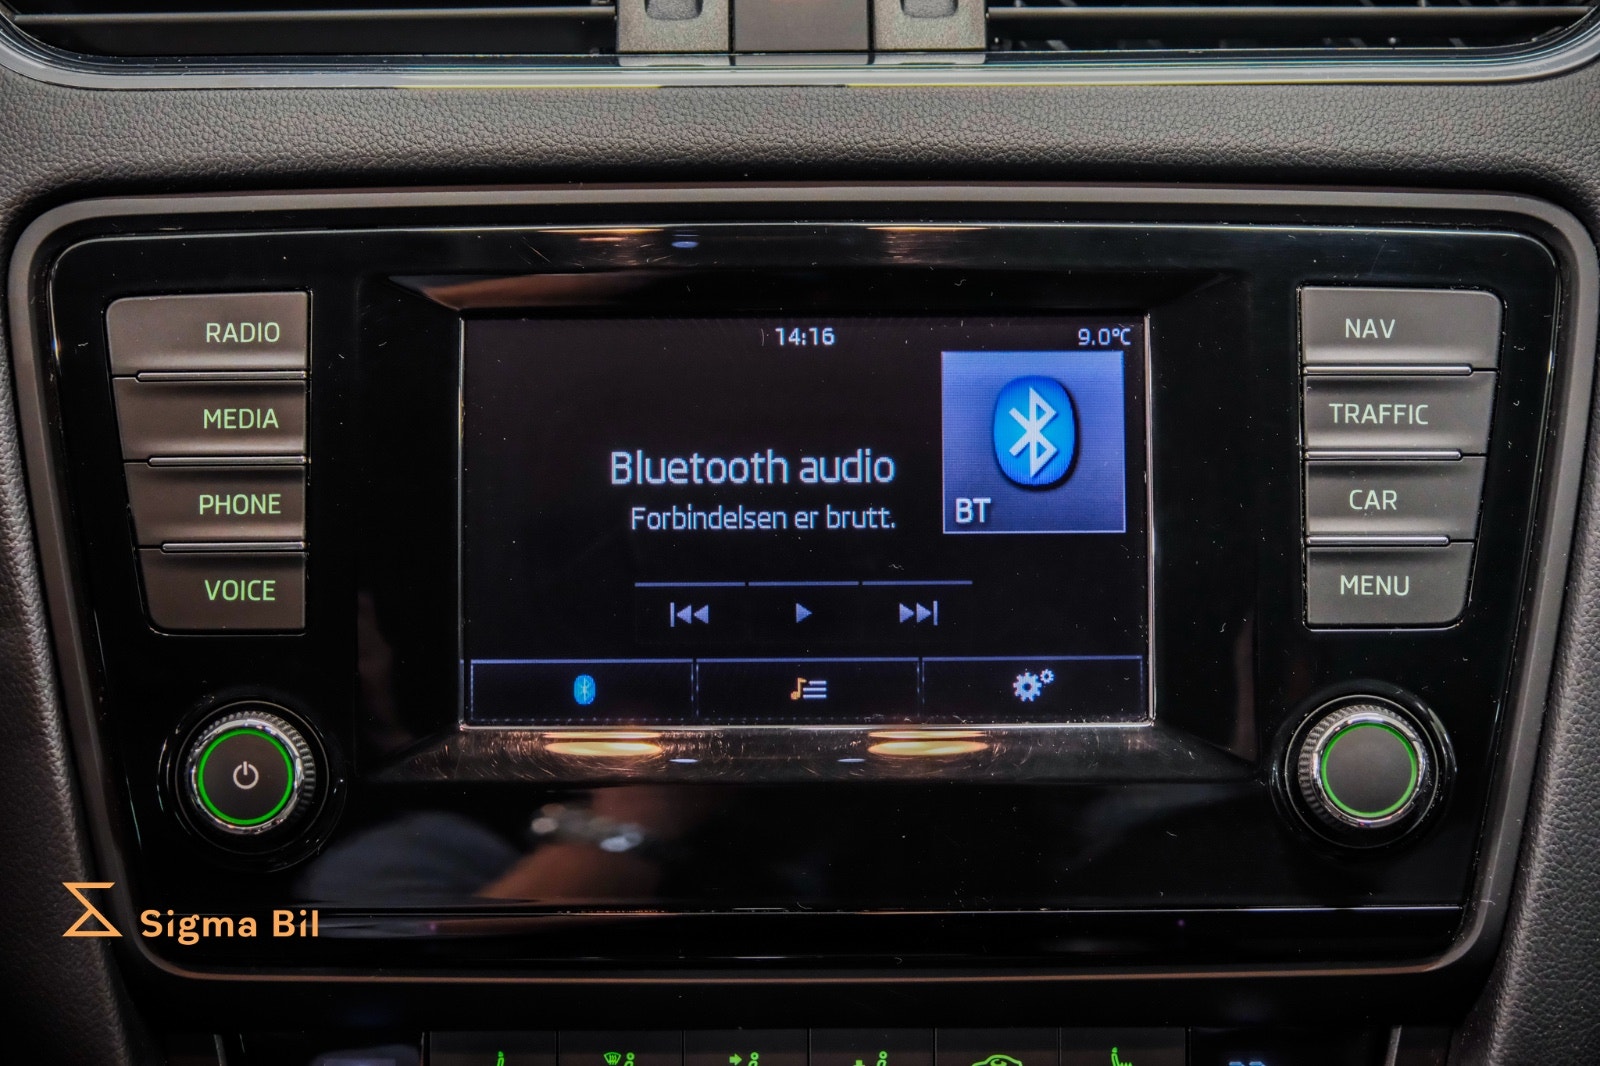 RADIO
MEDIA
PHONE
VOICE
14:16
9.0°C
Bluetooth audio
Forbindelsen er brutt.
BT
NAV
TRAFFIC
CAR
MENU
Sigma Bil